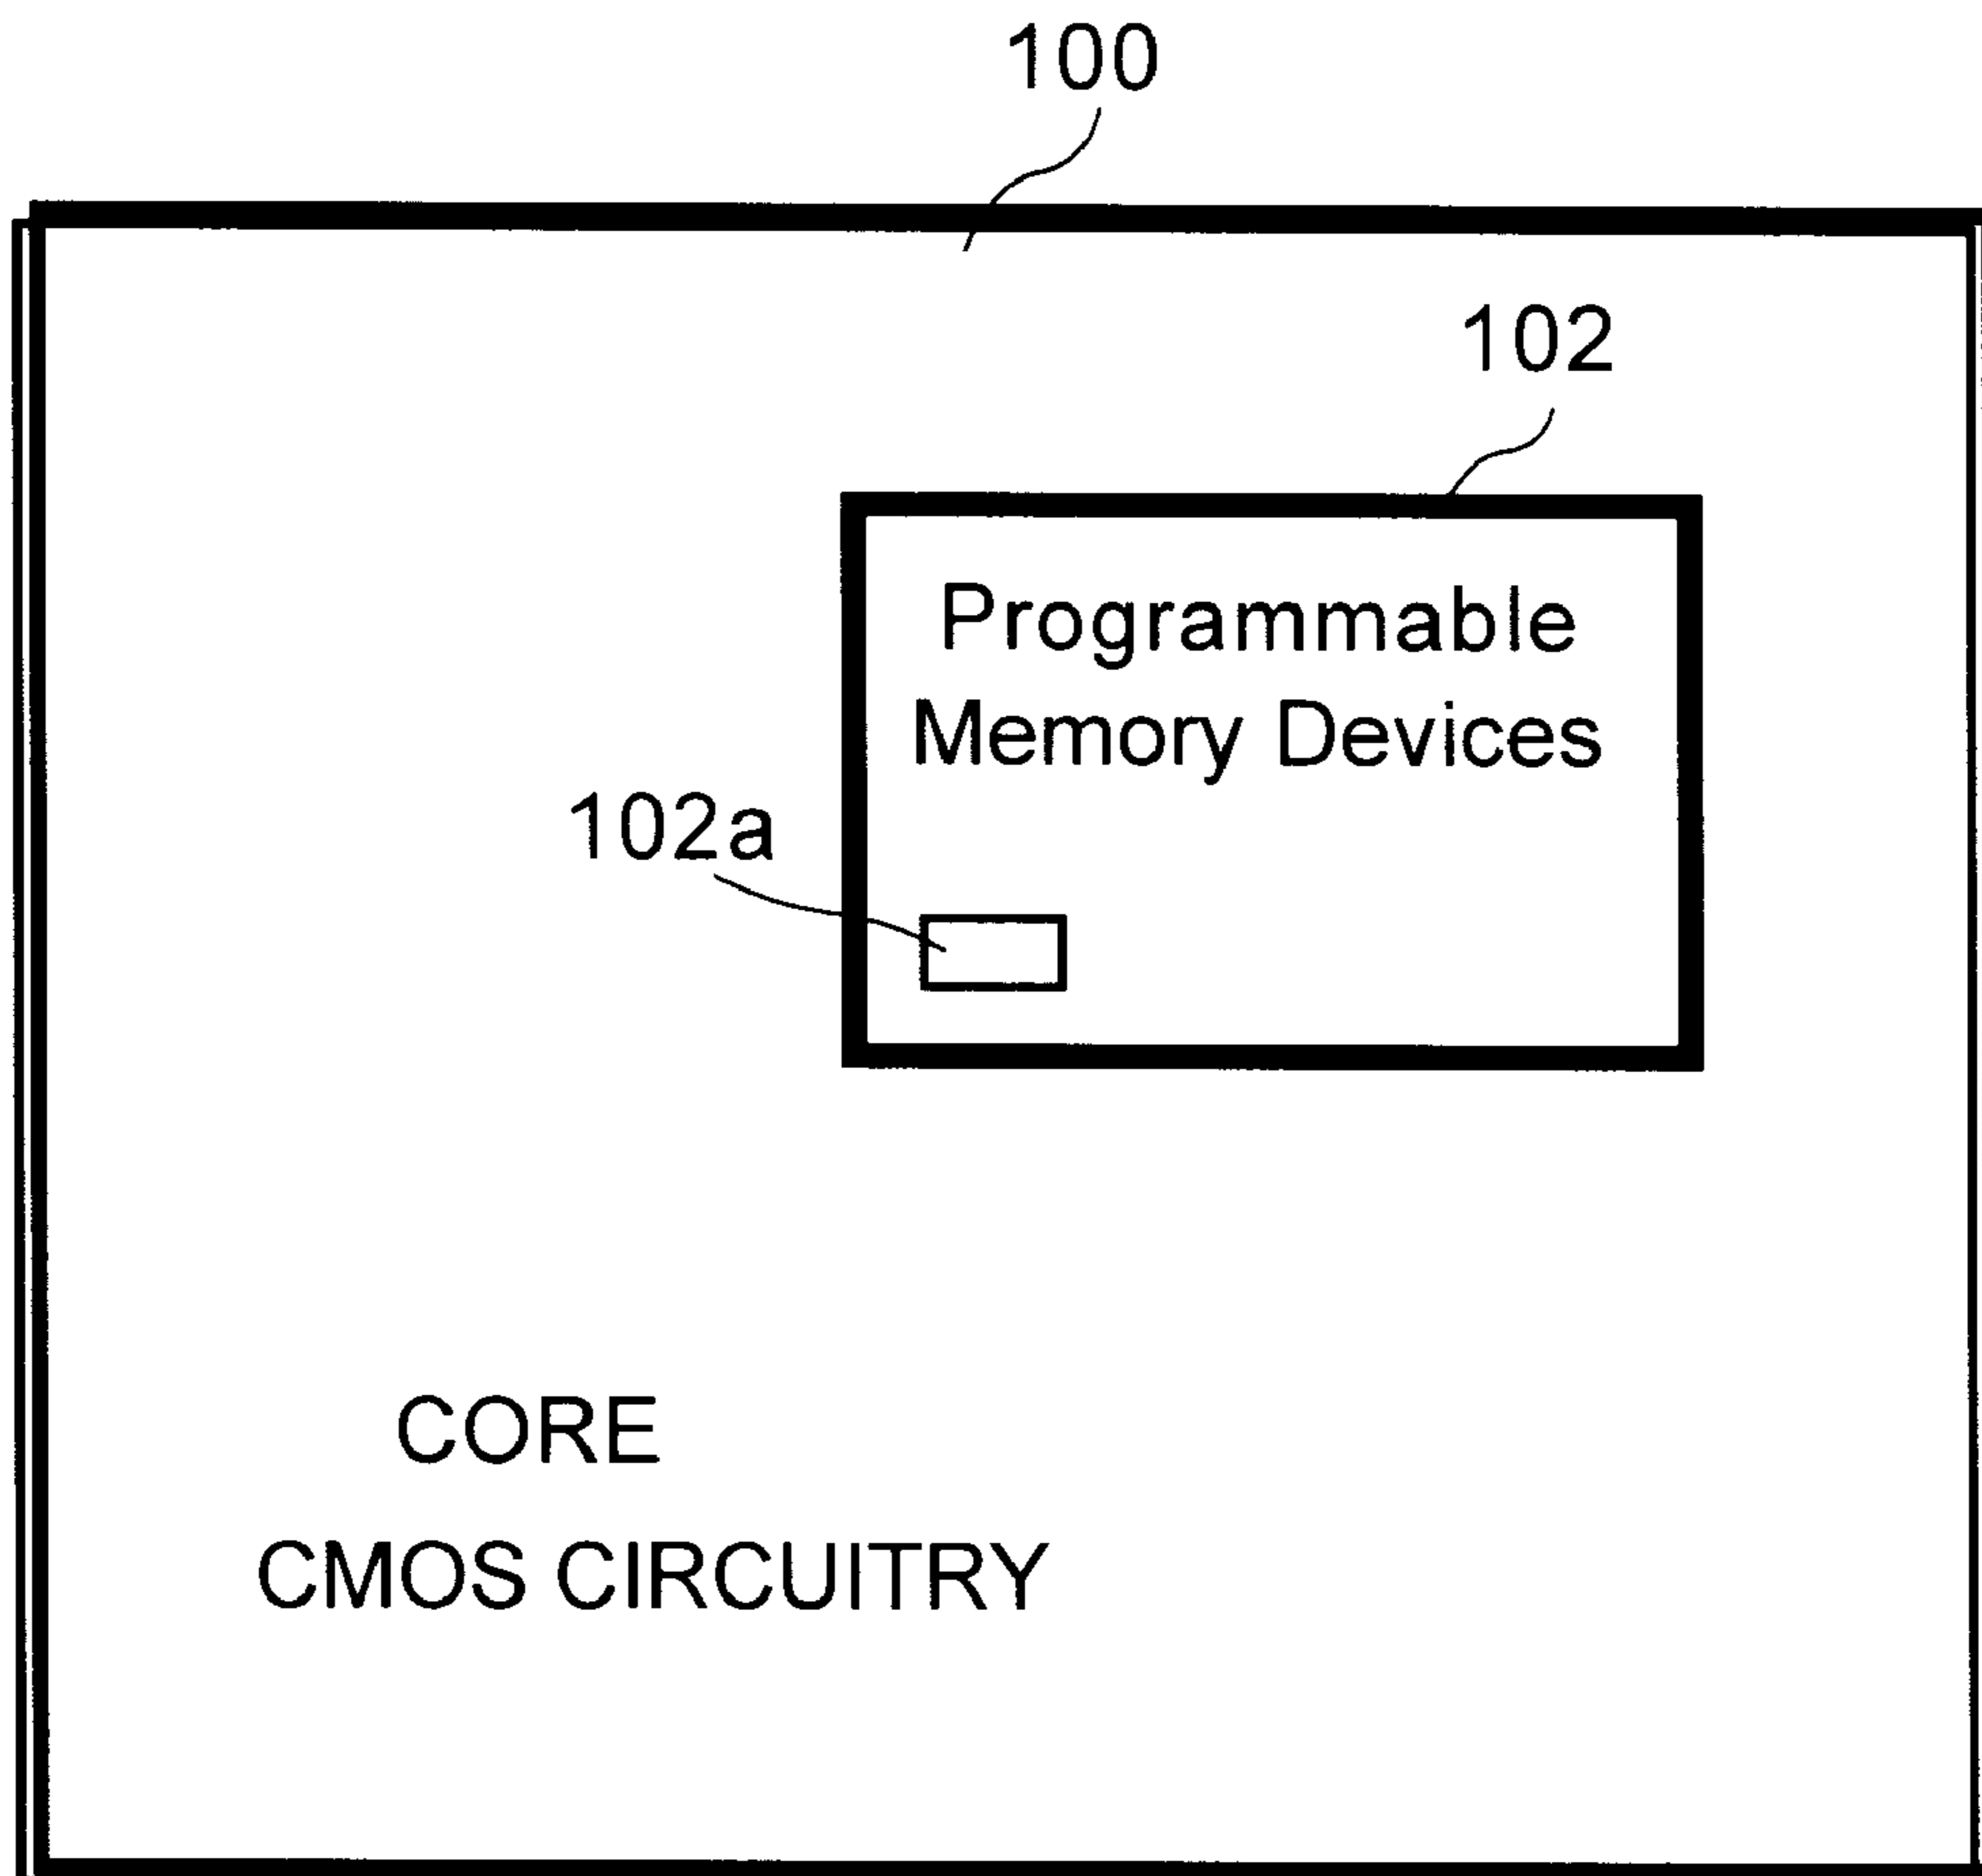 100
102
Programmable
Memory Devices
102a
CORE
CMOS CIRCUITRY